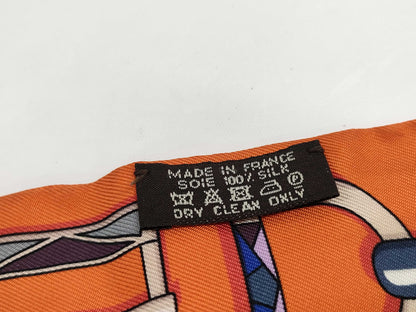 MADE IN FRANCE
SOIE 100% SILK
P
DRY CLEAN ONLY